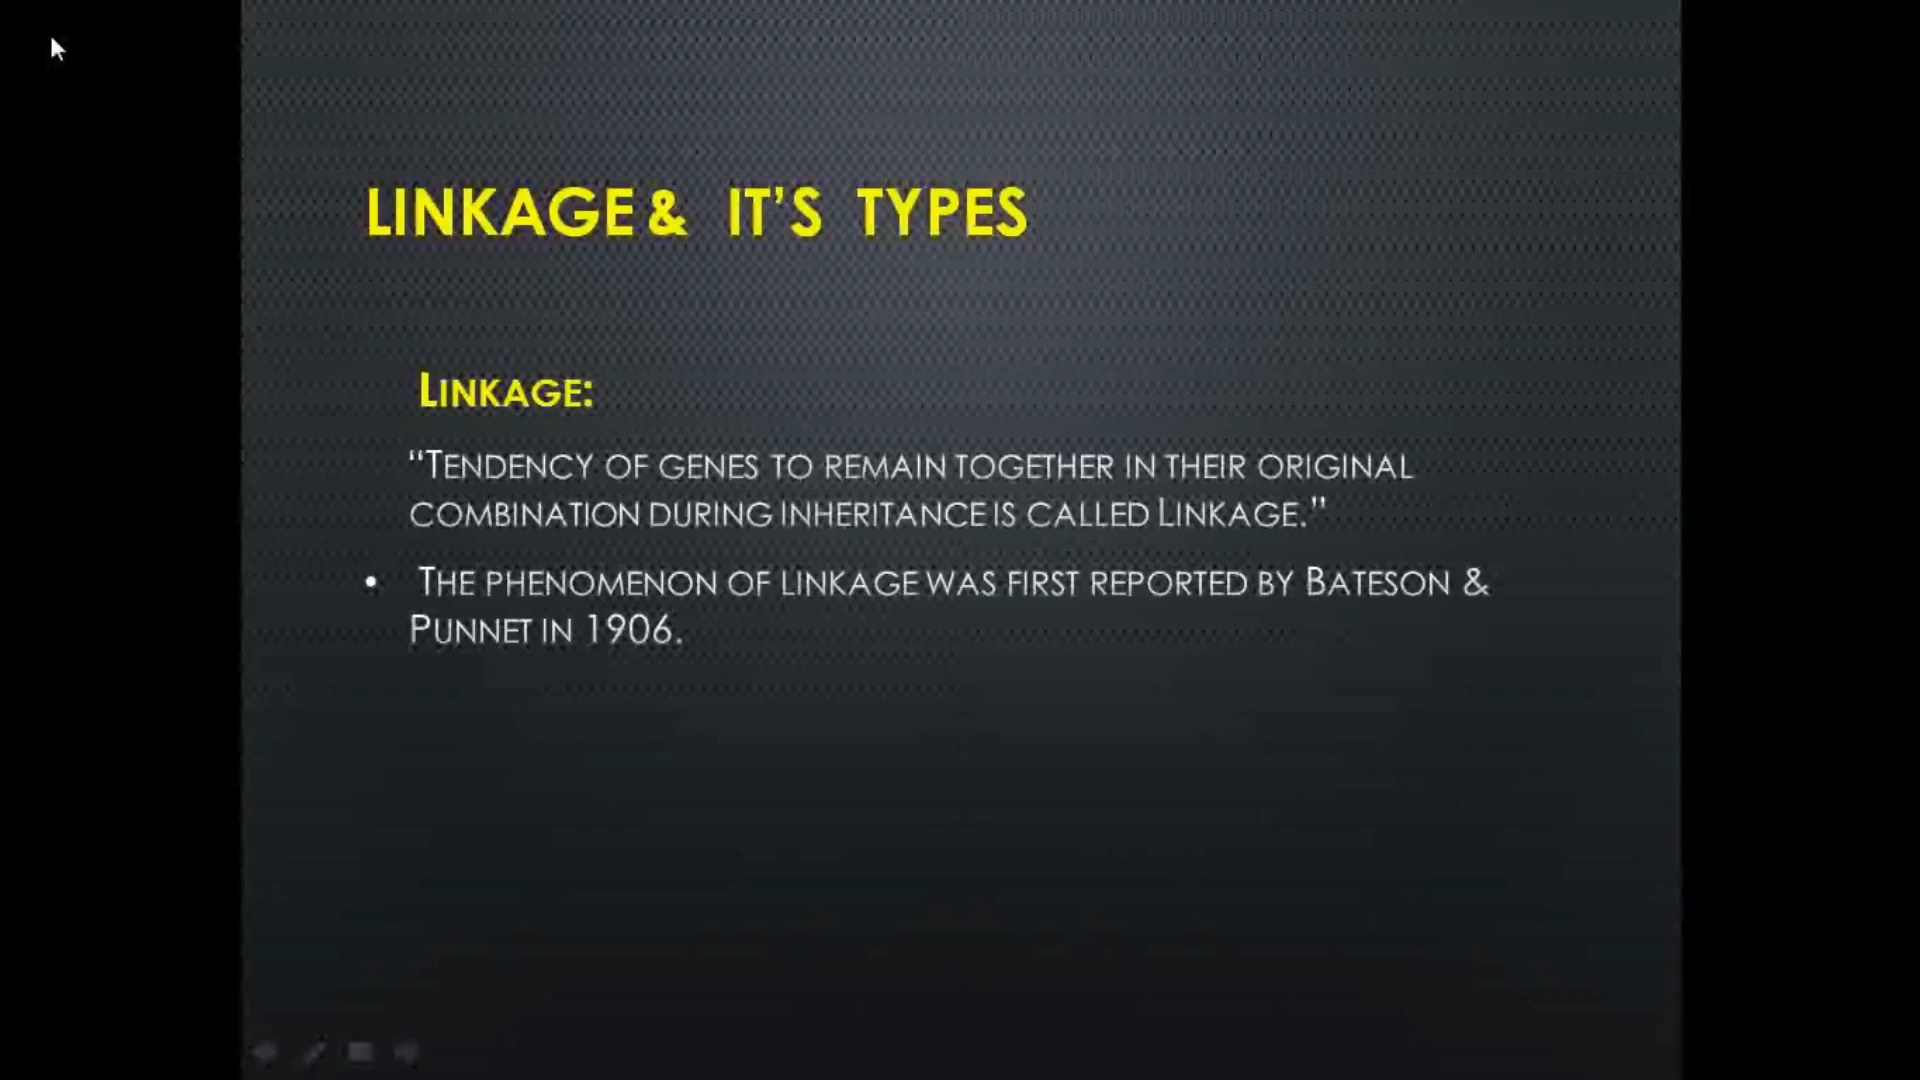 LINKAGE & IT’S TYPES
LINKAGE:
“TENDENCY OF GENES TO REMAIN TOGETHER IN THEIR ORIGINAL
COMBINATION DURING INHERITANCE IS CALLED LINKAGE.”
• THE PHENOMENON OF LINKAGE WAS FIRST REPORTED BY BATESON &
PUNNET IN 1906.